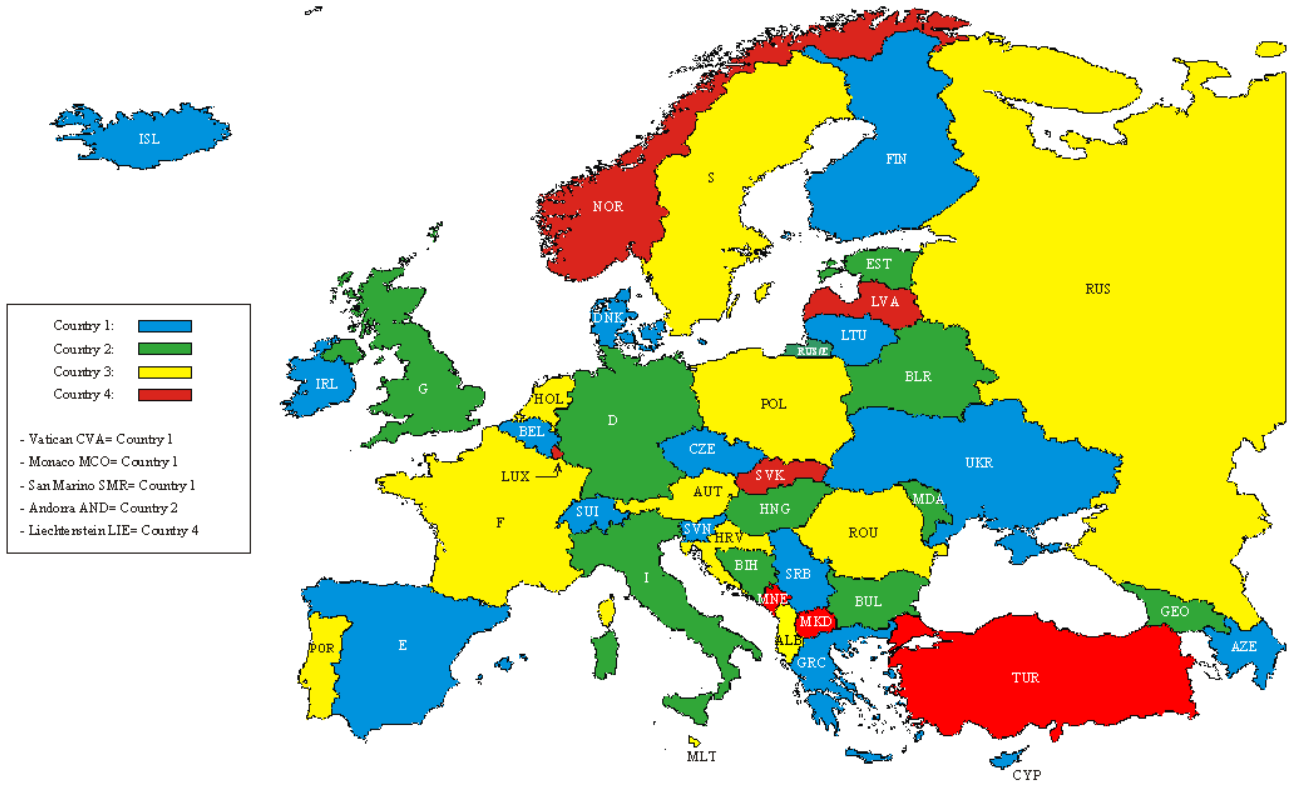 ISL
FIN
S
NOR
EST
RUS
LVA
DNK
LTU
RUS/E
BLR
IRL
G
HOL
D
POL
BEL
CZE
UKR
LUX
SVK
AUT
HNG
MDA
F
SUI
SVN
HRV
ROU
I
BIH
SRB
MNE
BUL
GEO
MKD
POR
E
ALB
AZE
GRC
TUR
MLT
CYP
Country 1:
Country 2:
Country 3:
Country 4:
- Vatican CVA= Country 1
- Monaco MCO= Country 1
- San Marino SMR= Country 1
- Andorra AND= Country 2
- Liechtenstein LIE= Country 4